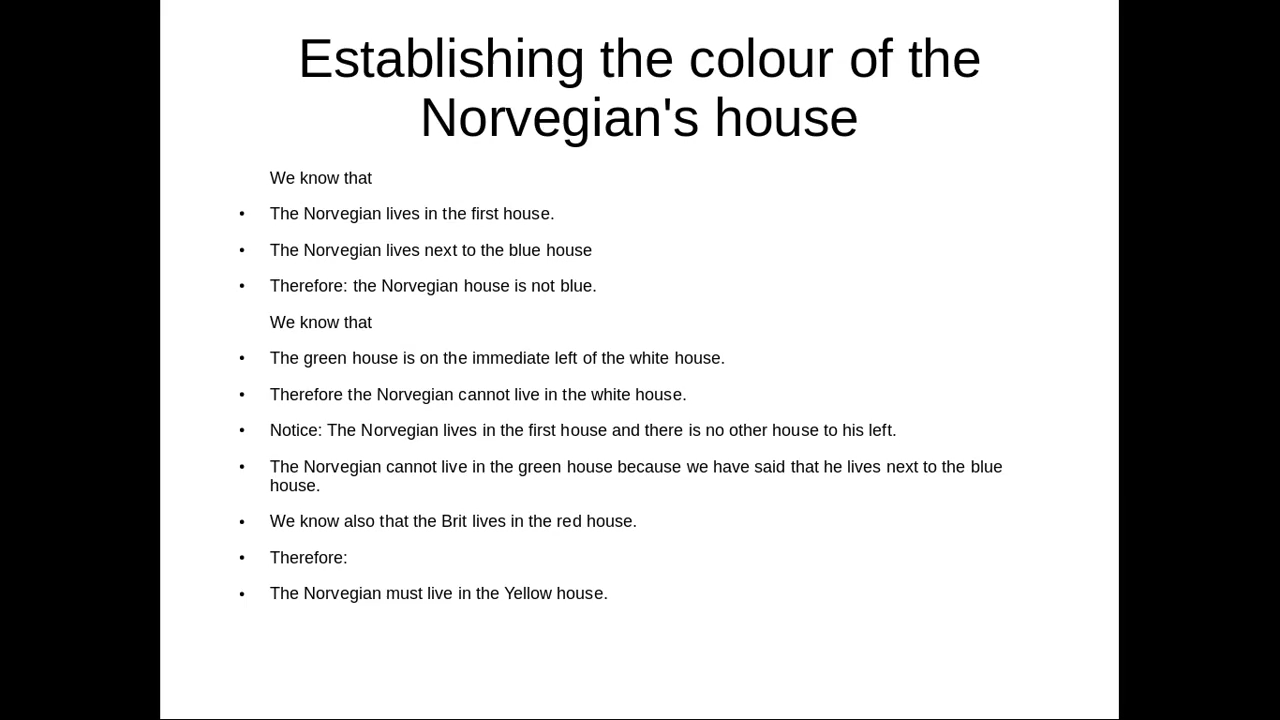 Establishing the colour of the
Norvegian's house
We know that
• The Norvegian lives in the first house.
• The Norvegian lives next to the blue house
• Therefore: the Norvegian house is not blue.
We know that
• The green house is on the immediate left of the white house.
• Therefore the Norvegian cannot live in the white house.
• Notice: The Norvegian lives in the first house and there is no other house to his left.
• The Norvegian cannot live in the green house because we have said that he lives next to the blue
house.
• We know also that the Brit lives in the red house.
• Therefore:
• The Norvegian must live in the Yellow house.